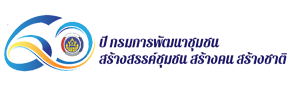 60 ปี กรมการพัฒนาชุมชน
สร้างสรรค์ชุมชน สร้างคน สร้างชาติ